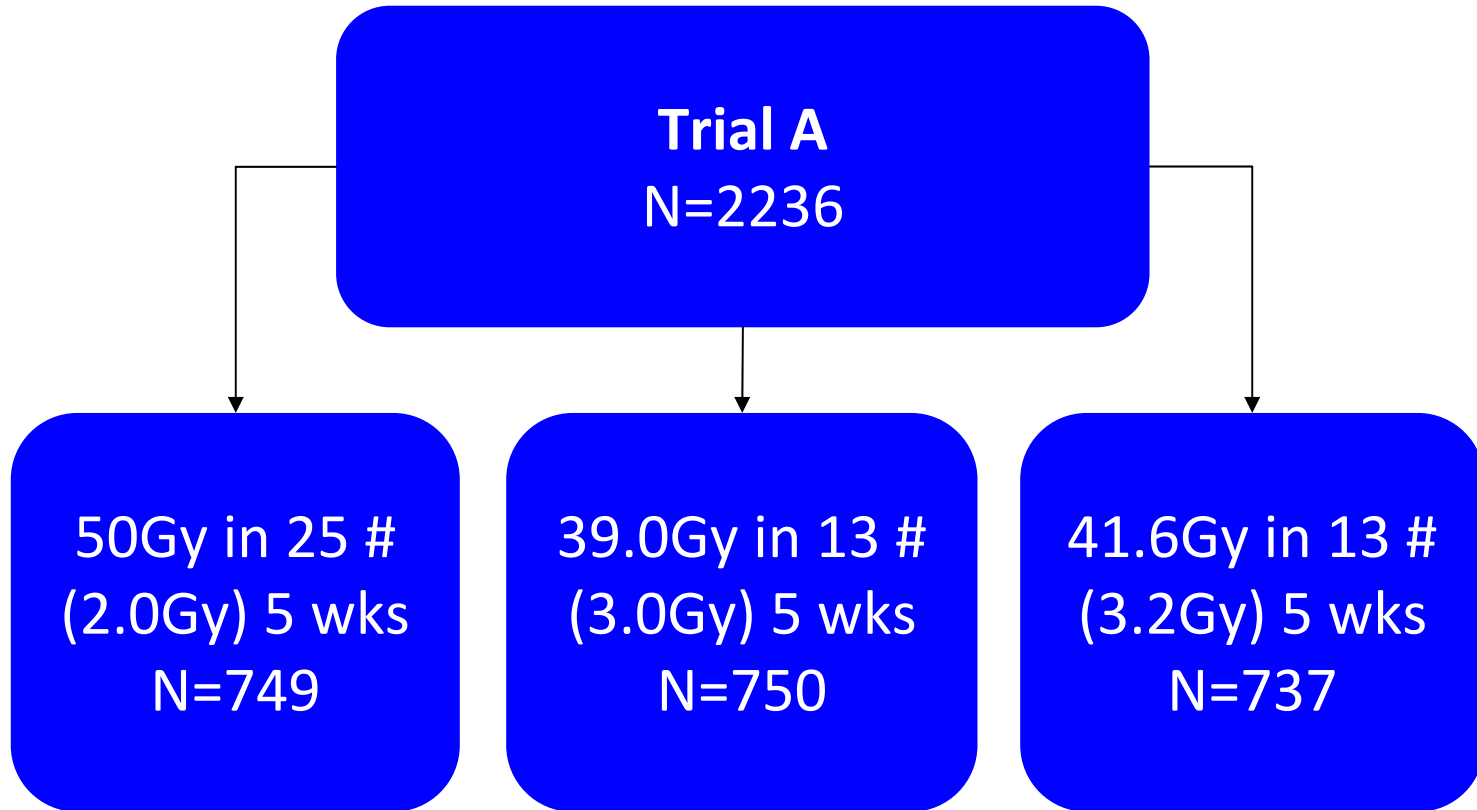 Trial A
N=2236
50Gy in 25 #
(2.0Gy) 5 wks
N=749
39.0Gy in 13 #
(3.0Gy) 5 wks
N=750
41.6Gy in 13 #
(3.2Gy) 5 wks
N=737